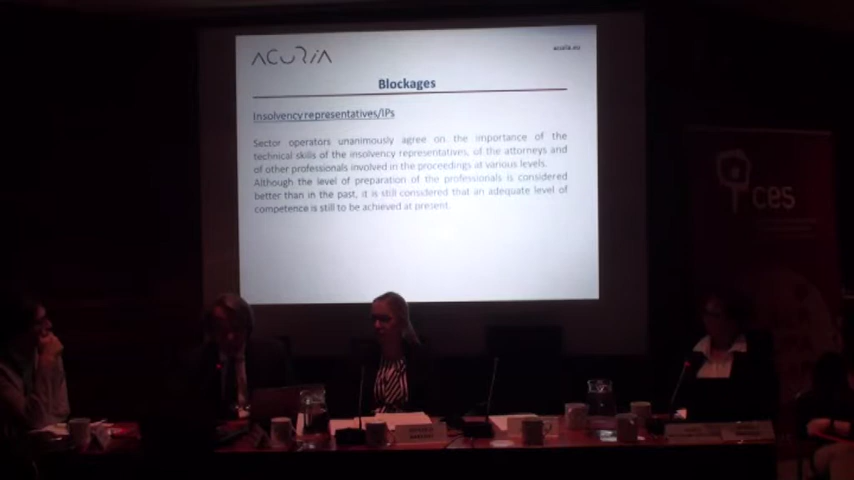 ACURIA
acuria.eu
Blockages
Insolvency representatives/IPs
Sector operators unanimously agree on the importance of the
technical skills of the insolvency representatives, of the attorneys and
of other professionals involved in the proceedings at various levels.
Although the level of preparation of the professionals is considered
better than in the past, it is still considered that an adequate level of
competence is still to be achieved at present.
ces